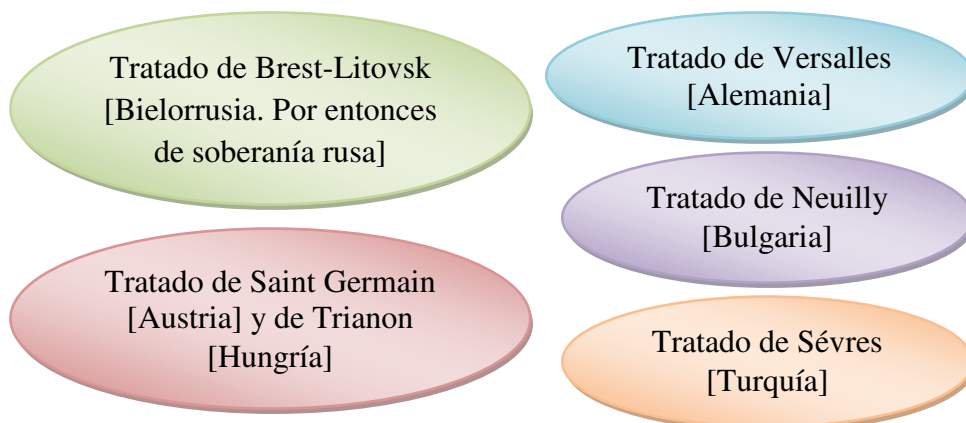 Tratado de Brest-Litovsk
[Bielorrusia. Por entonces
de soberanía rusa]
Tratado de Saint Germain
[Austria] y de Trianon
[Hungría]
Tratado de Versalles
[Alemania]
Tratado de Neuilly
[Bulgaria]
Tratado de Sévres
[Turquía]